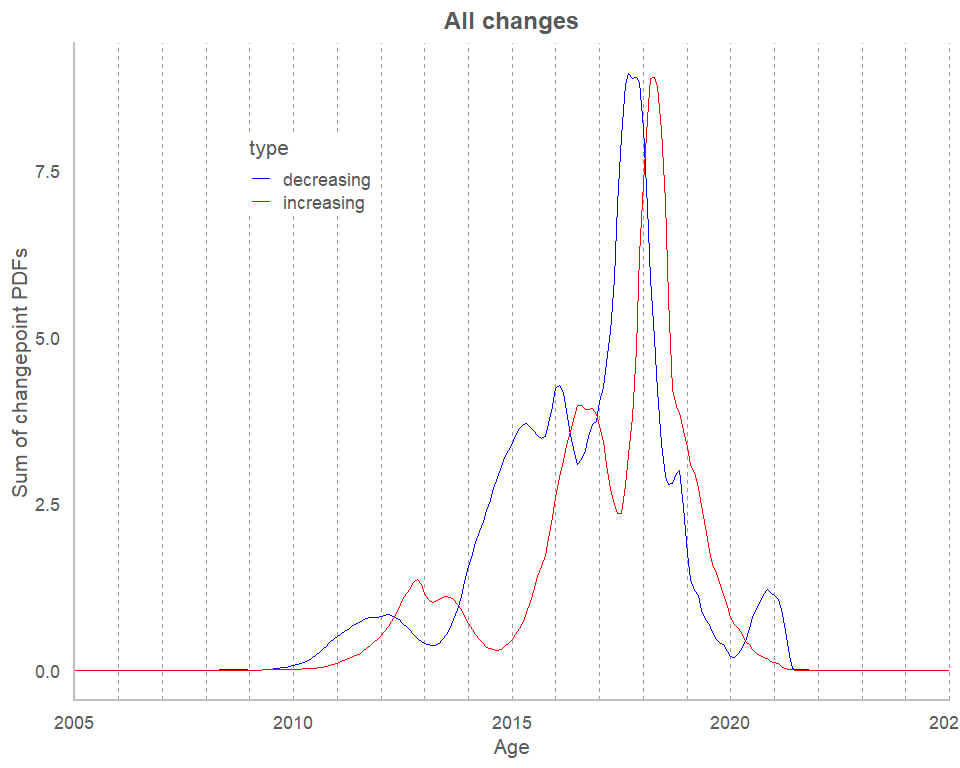 All changes
Sum of changepoint PDFs
7.5
5.0
2.5
0.0
type
decreasing
increasing
2005
2010
2015
2020
202
Age